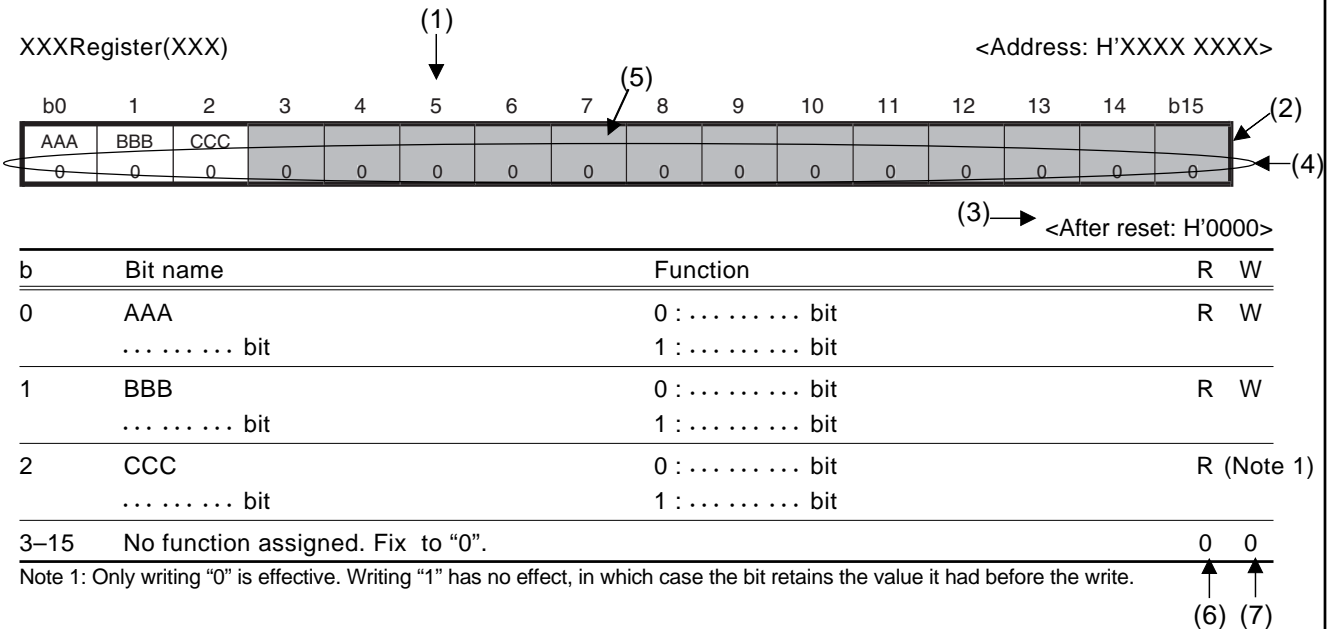 (1)
XXXRegister(XXX) <Address: H'XXXX XXXX>
(5)
b0 1 2 3 4 5 6 7 8 9 10 11 12 13 14 b15
(2)
AAA BBB CCC
0 0 0 0 0 0 0 0 0 0 0 0 0 0 0 0
(4)
(3) <After reset: H'0000>
b Bit name Function R W
0 AAA 0 : ……… bit R W
……… bit 1 : ……… bit
1 BBB 0 : ……… bit R W
……… bit 1 : ……… bit
2 CCC 0 : ……… bit R (Note 1)
……… bit 1 : ……… bit
3–15 No function assigned. Fix to “0”. 0 0
Note 1: Only writing “0” is effective. Writing “1” has no effect, in which case the bit retains the value it had before the write.
(6) (7)